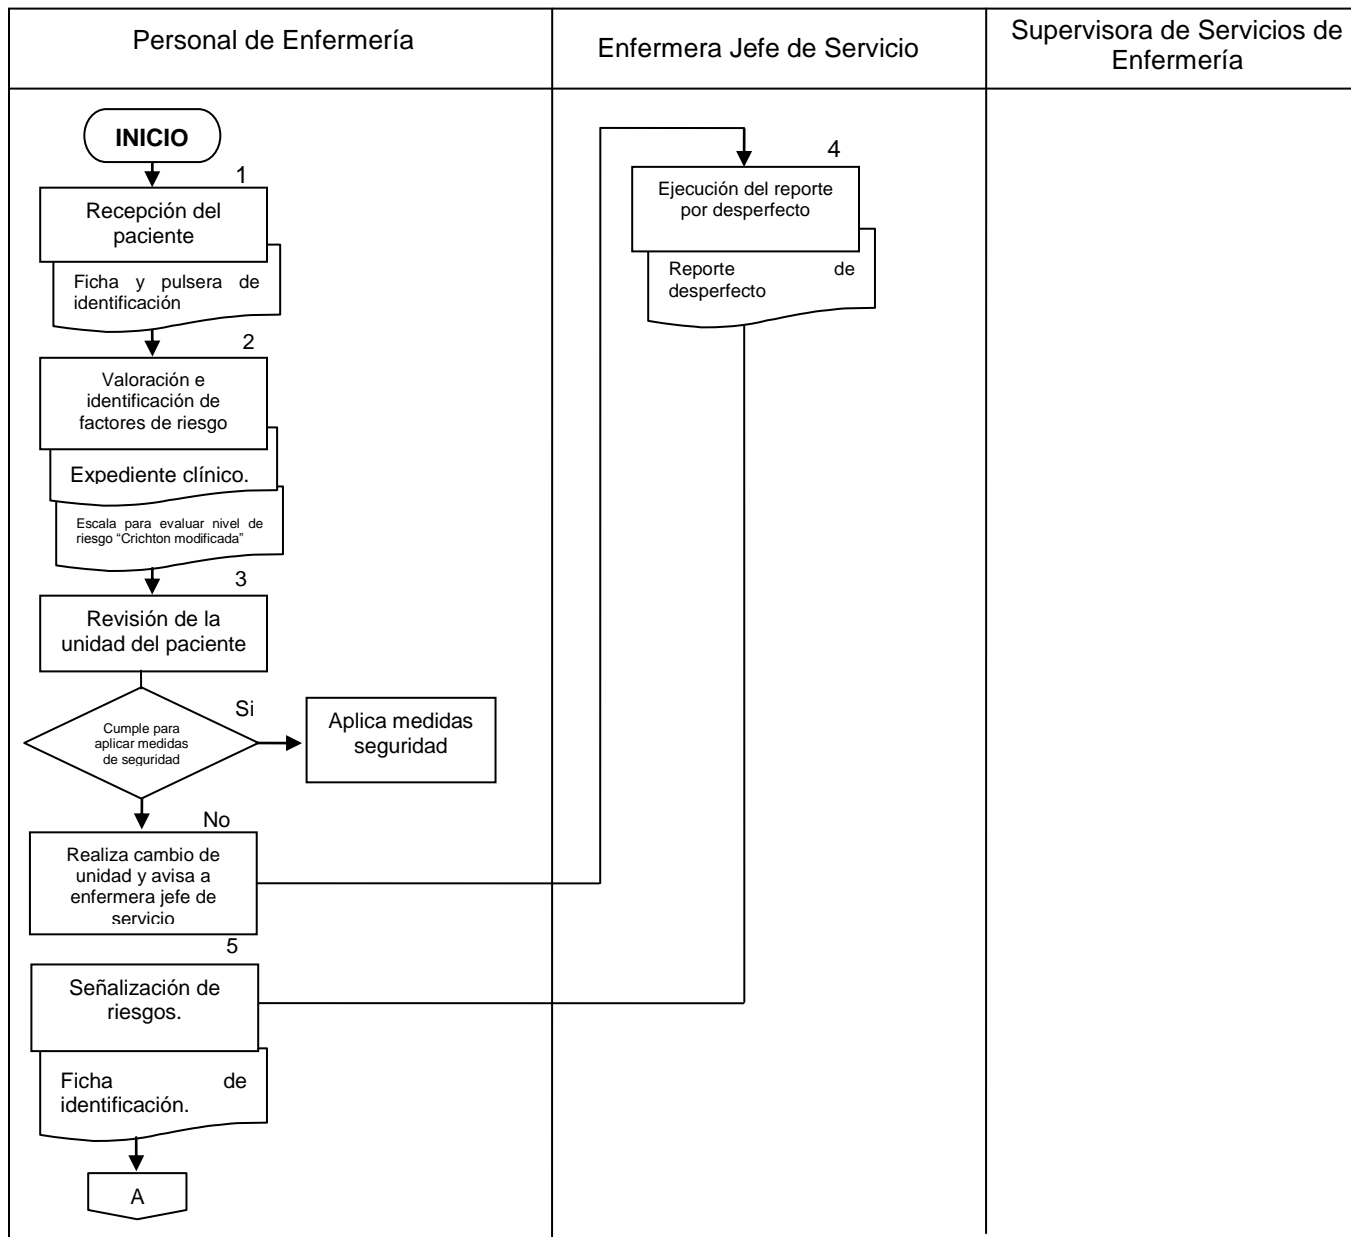 Personal de Enfermería
Enfermera Jefe de Servicio
Supervisora de Servicios de
Enfermería
INICIO
1
Recepción del
paciente
Ficha y pulsera de
identificación
2
Valoración e
identificación de
factores de riesgo
Expediente clínico.
Escala para evaluar nivel de
riesgo “Crichton modificada”
3
Revisión de la
unidad del paciente
Cumple para
aplicar medidas
de seguridad
Si
Aplica medidas
seguridad
No
Realiza cambio de
unidad y avisa a
enfermera jefe de
servicio
4
Ejecución del reporte
por desperfecto
Reporte de
desperfecto
5
Señalización de
riesgos.
Ficha de
identificación.
A